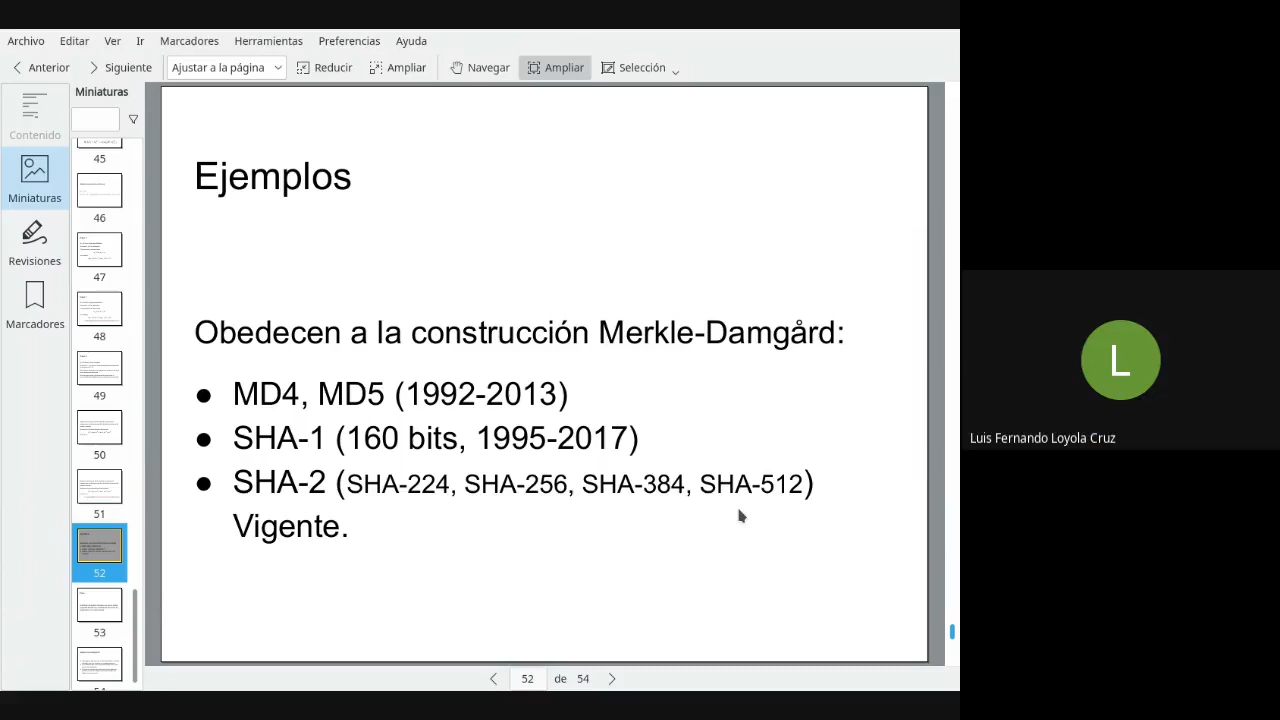 Archivo Editar Ver Ir Marcadores Herramientas Preferencias Ayuda
Anterior Siguiente Ajustar a la página Reducir Ampliar Navegar Ampliar Selección
Contenido
Miniaturas
Revisiones
Marcadores
Miniaturas
45
46
47
48
49
50
51
52
53
Ejemplos
Obedecen a la construcción Merkle-Damgård:
● MD4, MD5 (1992-2013)
● SHA-1 (160 bits, 1995-2017)
● SHA-2 (SHA-224, SHA-256, SHA-384, SHA-512)
Vigente.
52 de 54
L
Luis Fernando Loyola Cruz